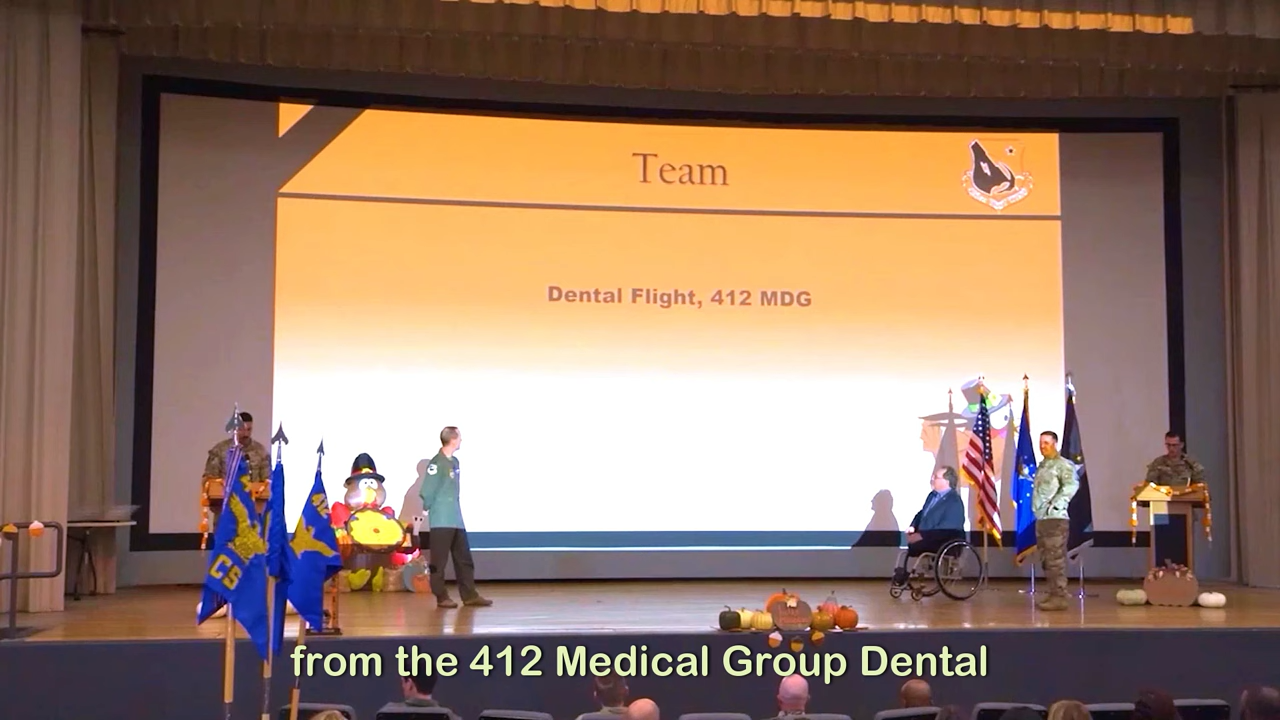 Team
Dental Flight, 412 MDG
CS
from the 412 Medical Group Dental